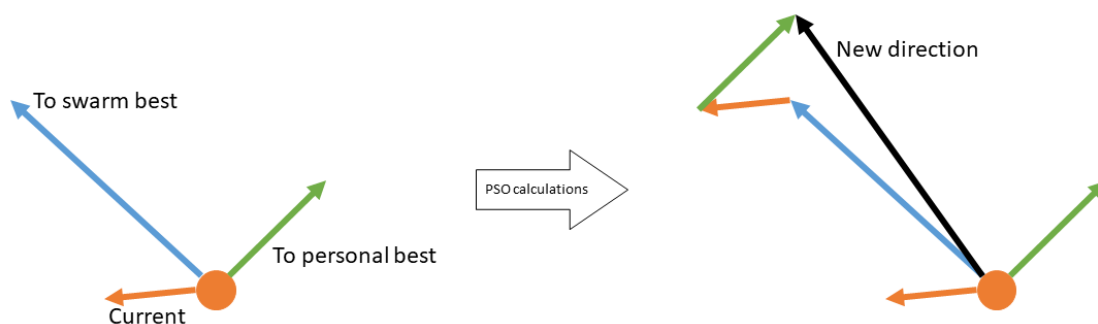 To swarm best
To personal best
Current
PSO calculations
New direction